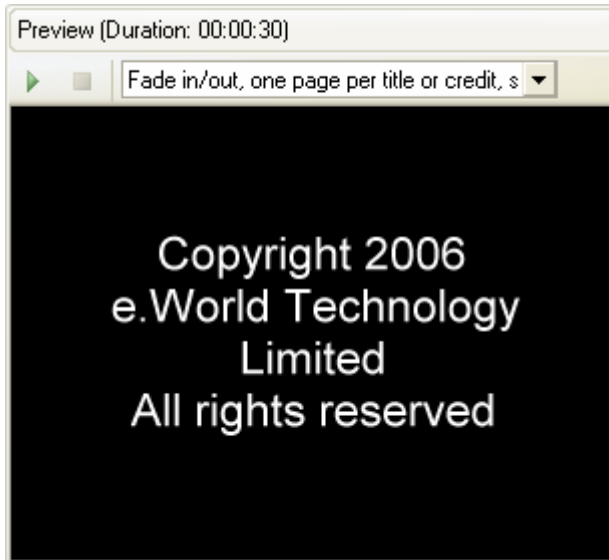 Preview (Duration: 00:00:30)
Fade in/out, one page per title or credit, s
Copyright 2006
e.World Technology
Limited
All rights reserved